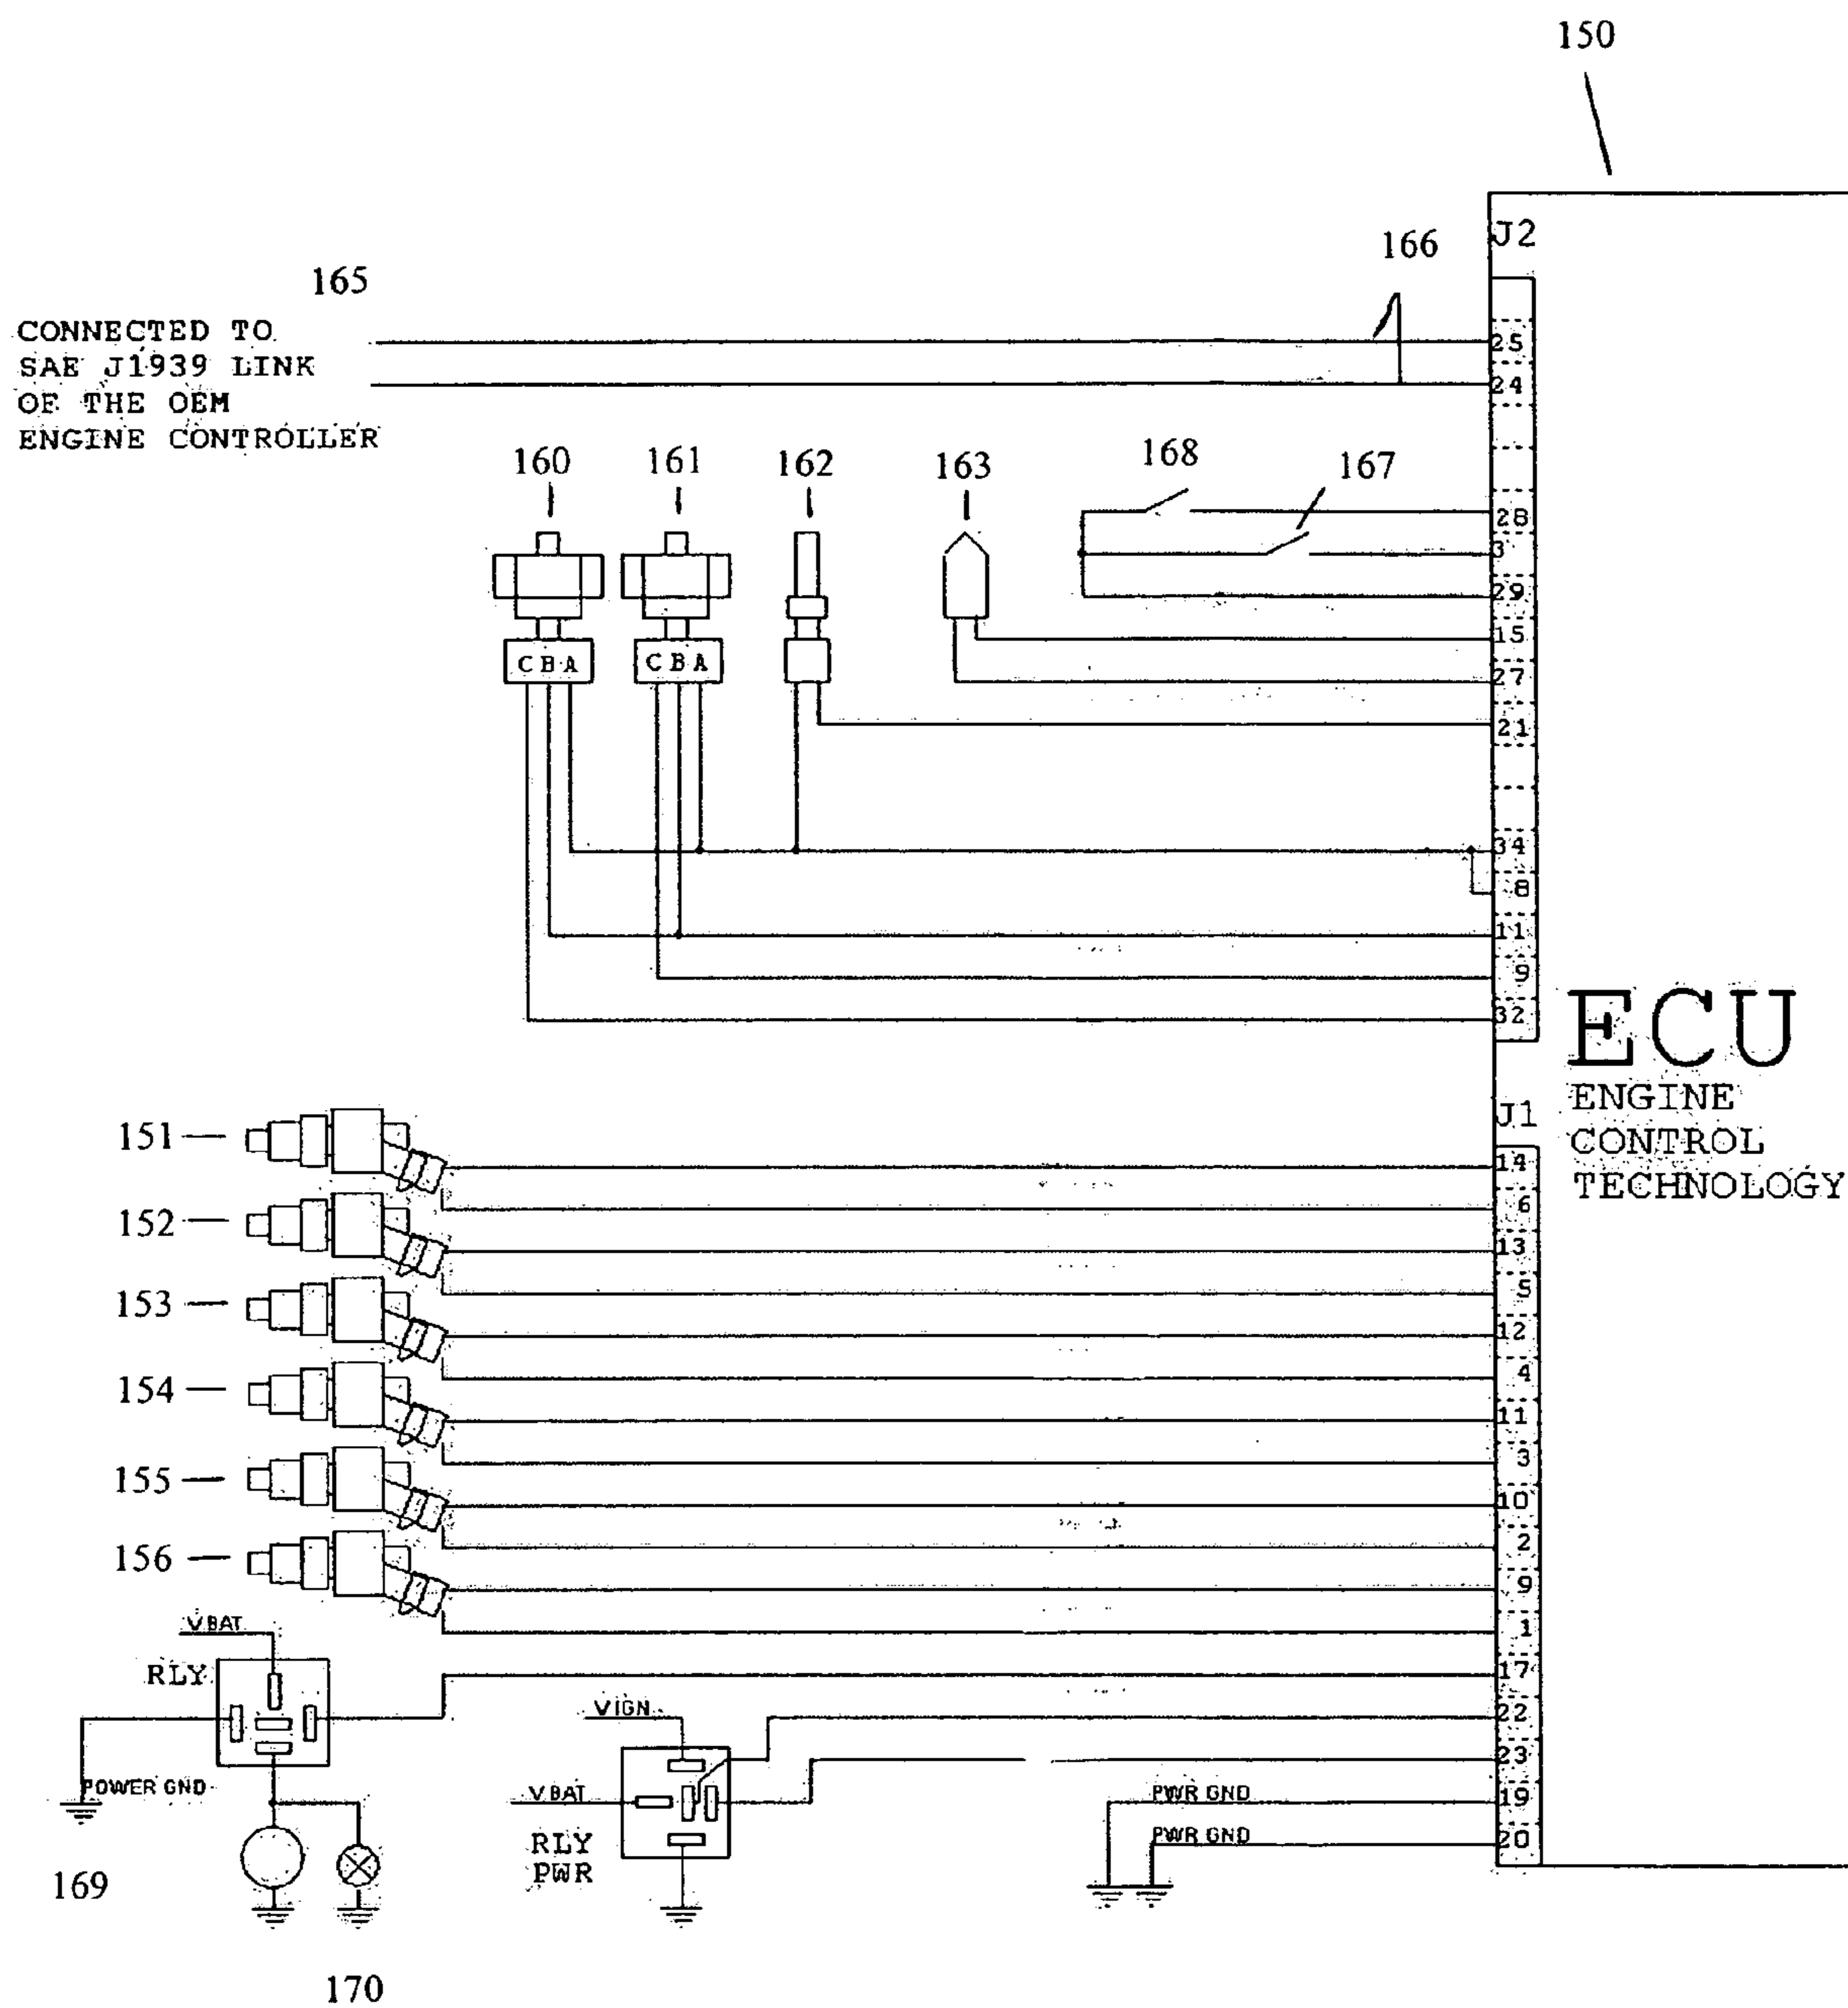 150
J2
166
165
CONNECTED TO
SAE J1939 LINK
OF THE OEM
ENGINE CONTROLLER
25
24
160
161
162
163
168
167
28
3
29
15
27
21
C B A
C B A
34
8
11
9
32
ECU
ENGINE
CONTROL
TECHNOLOGY
J1
151
152
153
154
155
156
14
6
13
5
12
4
11
3
10
2
9
1
17
22
23
19
20
VBAT
RLY
POWER GND
VIGN
VBAT
RLY
PWR
PWR GND
PWR GND
169
170